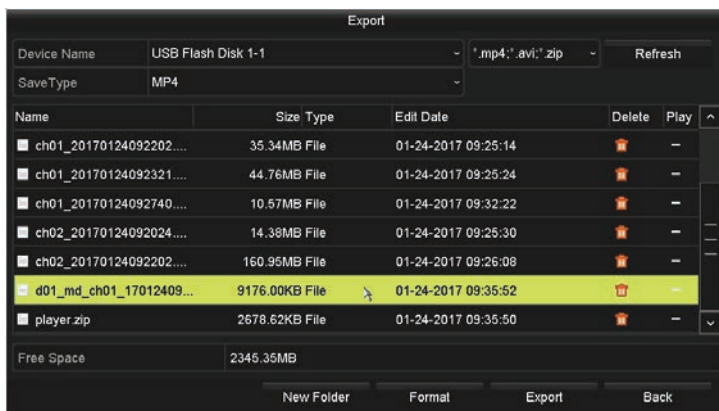 Export
Device Name USB Flash Disk 1-1 *.mp4;*.avi;*.zip Refresh
SaveType MP4
Name Size Type Edit Date Delete Play
ch01_20170124092202.... 35.34MB File 01-24-2017 09:25:14 –
ch01_20170124092321.... 44.76MB File 01-24-2017 09:25:24 –
ch01_20170124092740.... 10.57MB File 01-24-2017 09:32:22 –
ch02_20170124092024.... 14.38MB File 01-24-2017 09:25:30 –
ch02_20170124092202.... 160.95MB File 01-24-2017 09:26:08 –
d01_md_ch01_17012409... 9176.00KB File 01-24-2017 09:35:52 –
player.zip 2678.62KB File 01-24-2017 09:35:50 –
Free Space 2345.35MB
New Folder Format Export Back